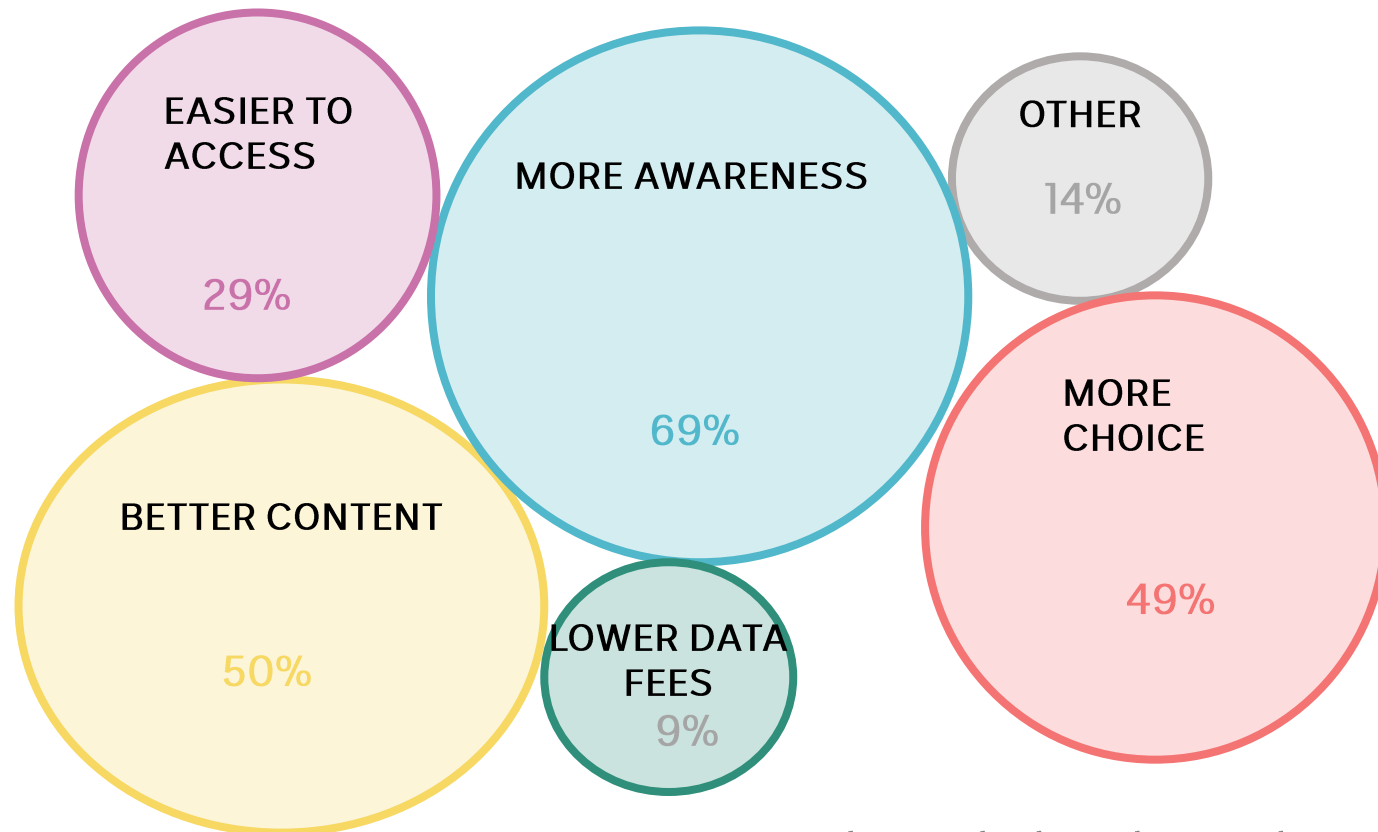 EASIER TO
ACCESS
29%
MORE AWARENESS
69%
OTHER
14%
MORE
CHOICE
49%
BETTER CONTENT
50%
LOWER DATA
FEES
9%